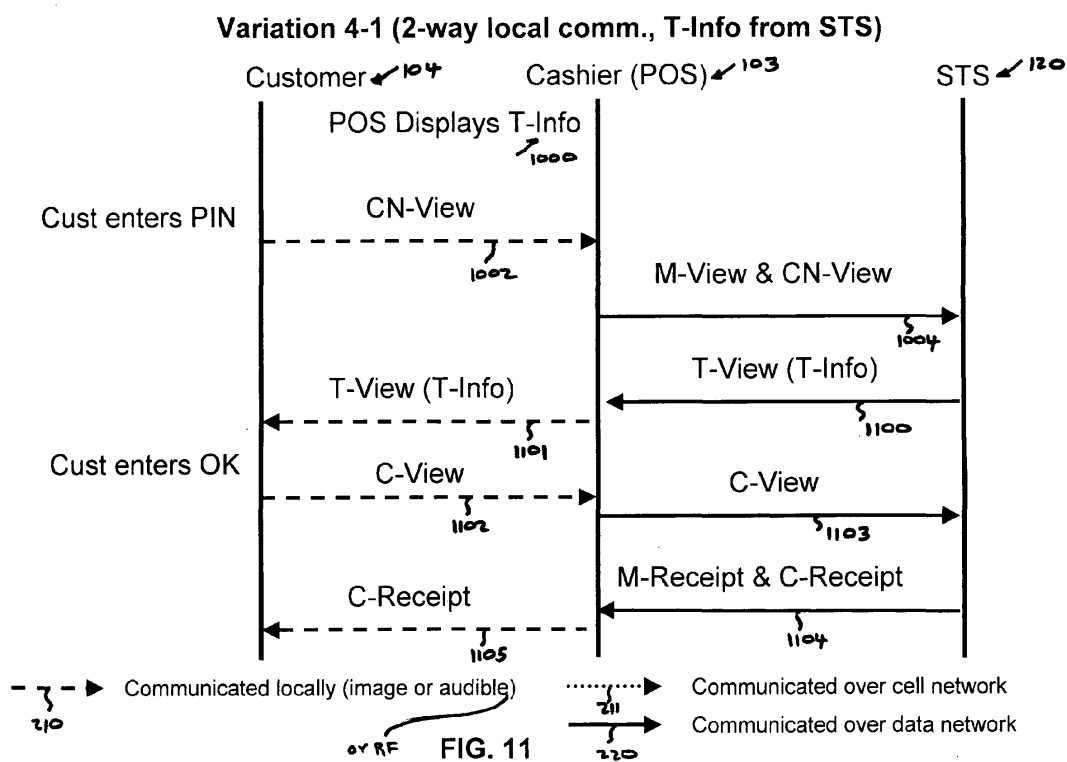 Variation 4-1 (2-way local comm., T-Info from STS)
Customer 104 Cashier (POS) 103 STS 120
POS Displays T-Info
1000
Cust enters PIN
CN-View
1002
M-View & CN-View
1004
T-View (T-Info)
1100
T-View (T-Info)
1101
Cust enters OK
C-View
1102
C-View
1103
M-Receipt & C-Receipt
1104
C-Receipt
1105
Communicated locally (image or audible)
210
or RF
Communicated over cell network
211
Communicated over data network
220
FIG. 11